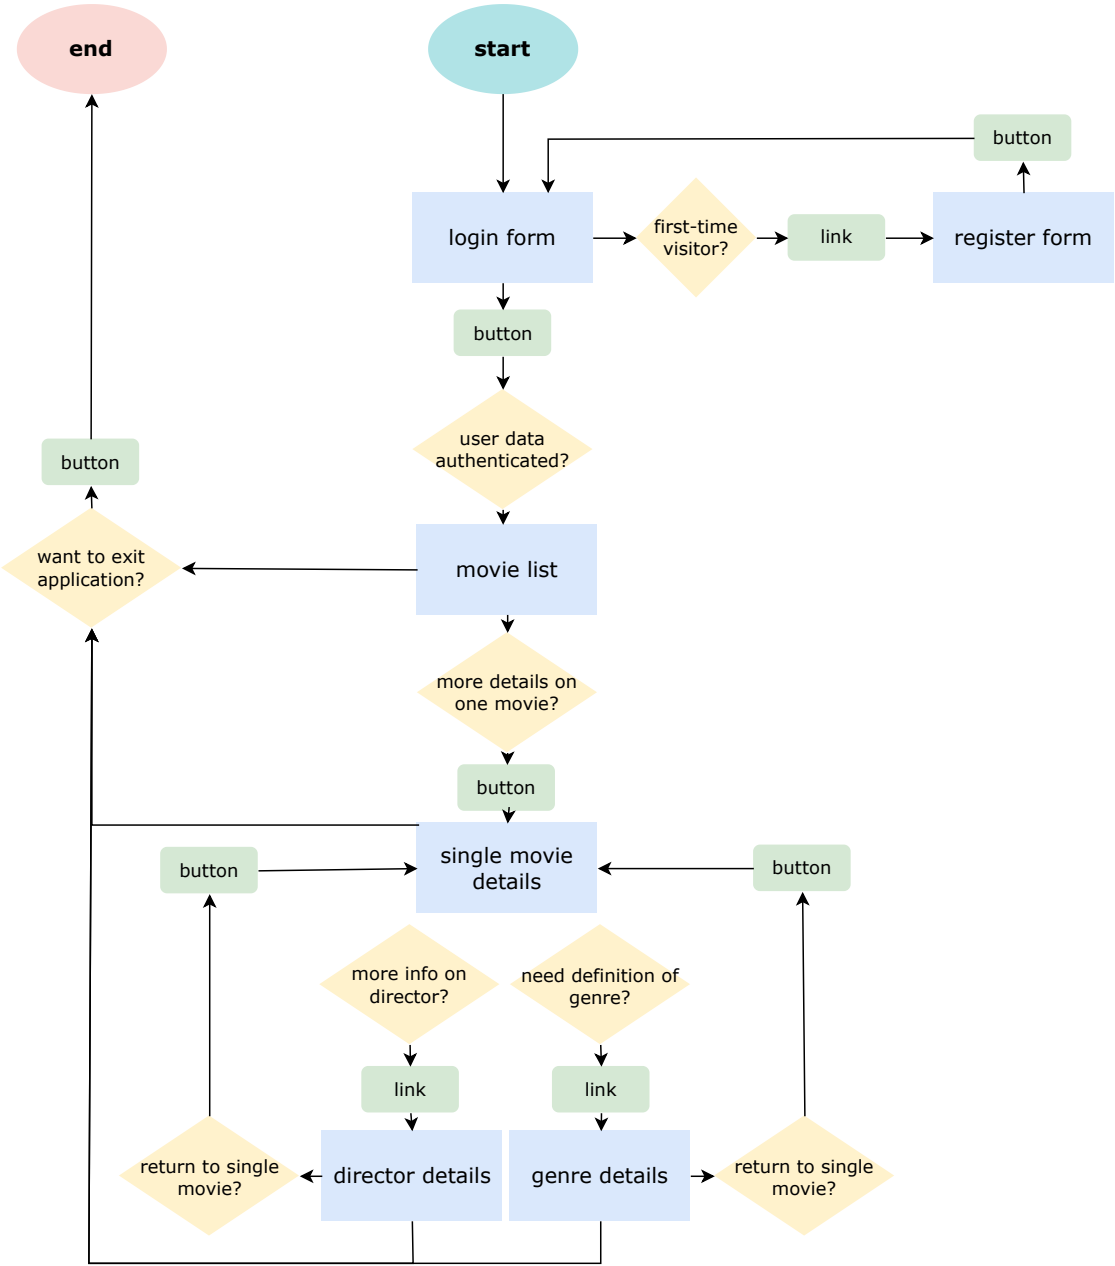 end
start
button
login form
first-time
visitor?
link
register form
button
user data
authenticated?
button
want to exit
application?
movie list
more details on
one movie?
button
single movie
details
button
button
more info on
director?
need definition of
genre?
link
link
return to single
movie?
director details
genre details
return to single
movie?